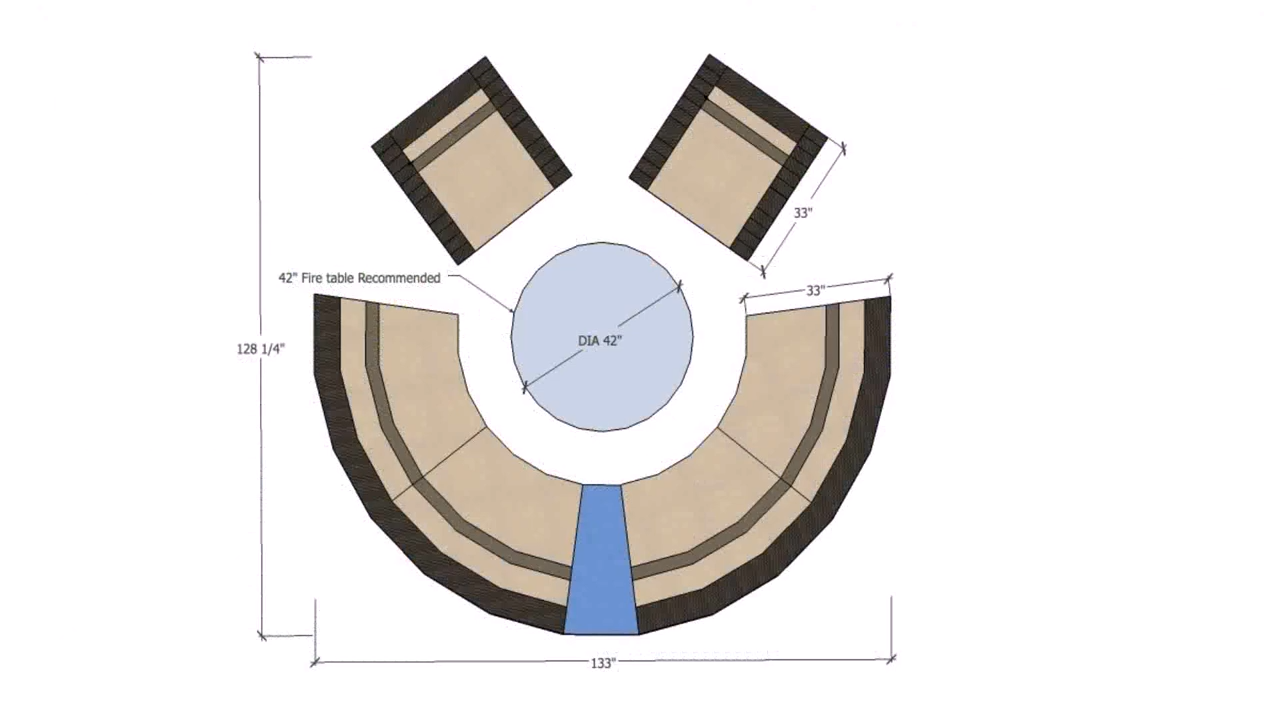 33"
42" Fire table Recommended
33"
DIA 42"
128 1/4"
133"